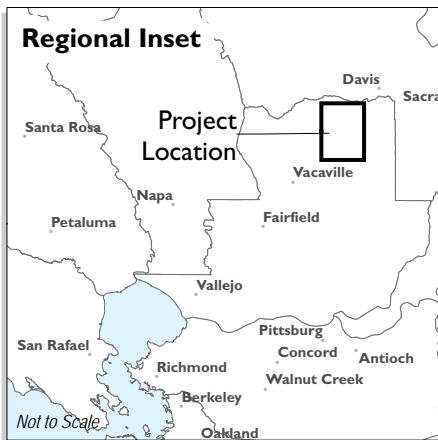 Regional Inset
Davis
Sacra
Project
Location
Santa Rosa
Vacaville
Napa
Petaluma
Fairfield
Vallejo
Pittsburg
San Rafael
Concord
Antioch
Richmond
Walnut Creek
Berkeley
Not to Scale
Oakland